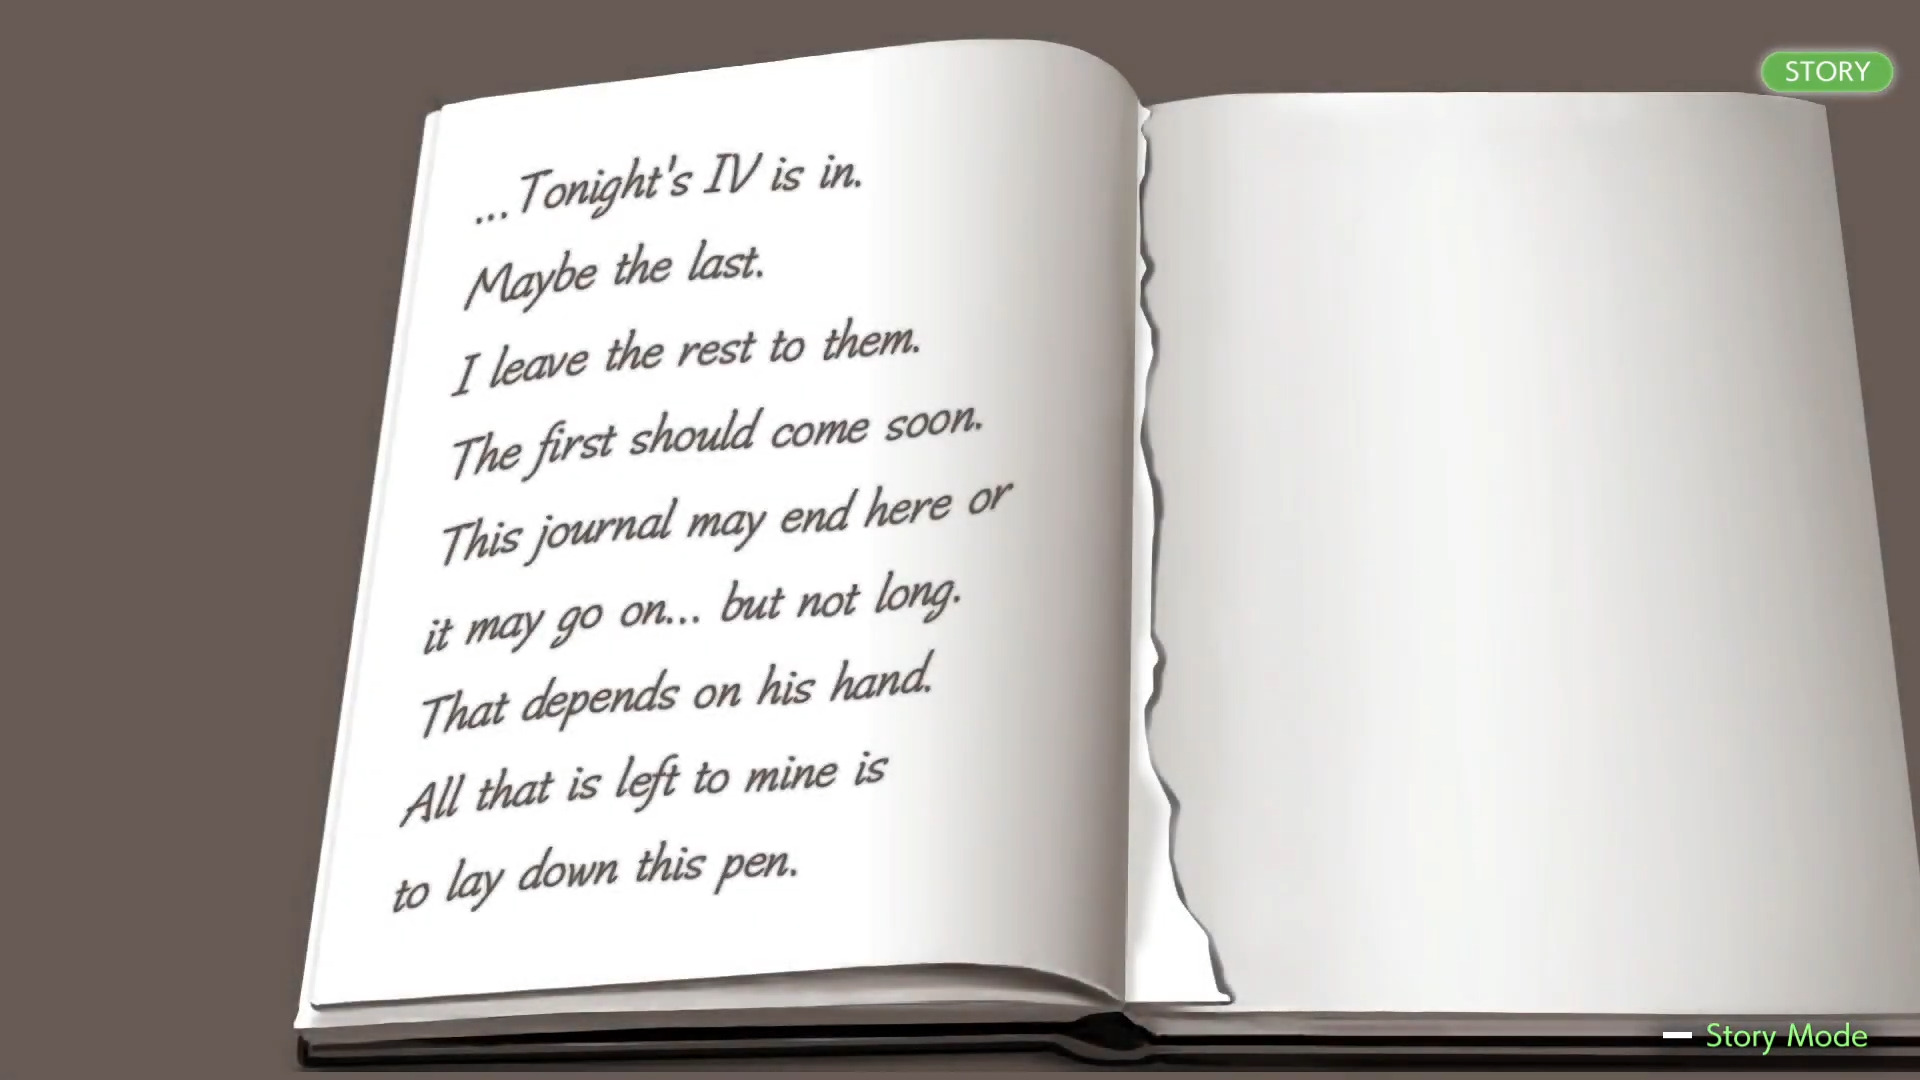 STORY
...Tonight's IV is in.
Maybe the last.
I leave the rest to them.
The first should come soon.
This journal may end here or
it may go on... but not long.
That depends on his hand.
All that is left to mine is
to lay down this pen.
Story Mode